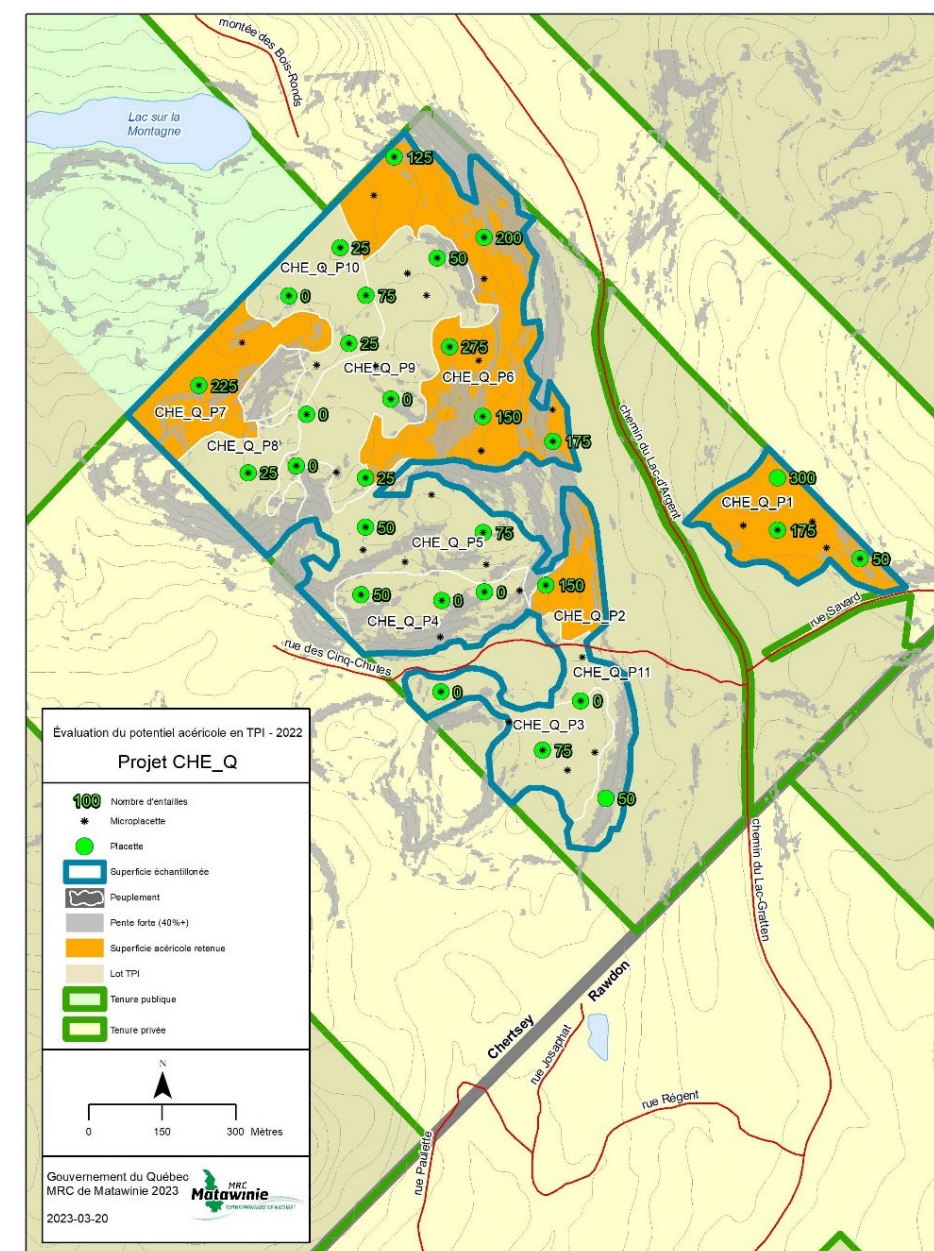 montée des Bois-Ronds
Lac sur la
Montagne
125
200
25
50
CHE_Q_P10
0
75
25
275
CHE_Q_P9
CHE_Q_P6
225
CHE_Q_P7
0
0
150
175
CHE_Q_P8
25
0
25
chemin du Lac-d'Argent
300
CHE_Q_P1
175
50
50
75
CHE_Q_P5
50
0
0
150
CHE_Q_P4
CHE_Q_P2
rue Savard
rue des Cinq-Chutes
CHE_Q_P11
0
0
CHE_Q_P3
75
50
chemin du Lac-Gratten
Chertsey
Rawdon
rue Josaphat
rue Régent
rue Paulette
Évaluation du potentiel acéricole en TPI - 2022
Projet CHE_Q
100 Nombre d'entailles
Microplacette
Placette
Superficie échantillonée
Peuplement
Pente forte (40%+)
Superficie acéricole retenue
Lot TPI
Tenure publique
Tenure privée
N
0 150 300 Mètres
Gouvernement du Québec
MRC de Matawinie 2023
2023-03-20
MRC
Matawinie
ENTREPRENANTE DE NATURE!